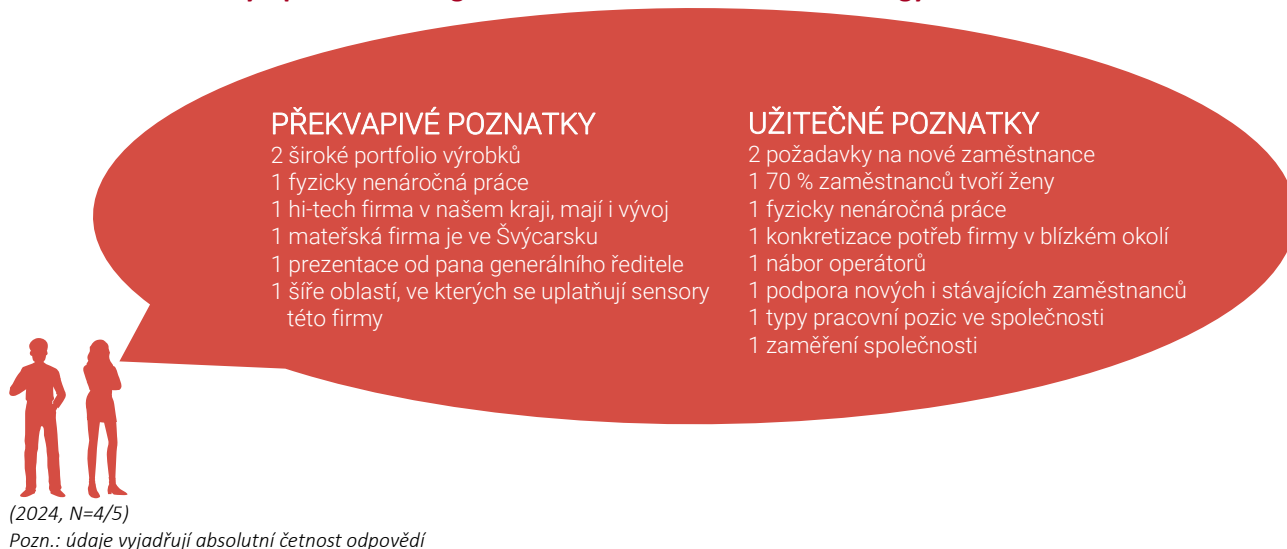 PŘEKVAPIVÉ POZNATKY
2 široké portfolio výrobků
1 fyzicky nenáročná práce
1 hi-tech firma v našem kraji, mají i vývoj
1 mateřská firma je ve Švýcarsku
1 prezentace od pana generálního ředitele
1 šíře oblastí, ve kterých se uplatňují sensory
této firmy
UŽITEČNÉ POZNATKY
2 požadavky na nové zaměstnance
1 70 % zaměstnanců tvoří ženy
1 fyzicky nenáročná práce
1 konkretizace potřeb firmy v blízkém okolí
1 nábor operátorů
1 podpora nových i stávajících zaměstnanců
1 typy pracovní pozic ve společnosti
1 zaměření společnosti
(2024, N=4/5)
Pozn.: údaje vyjadřují absolutní četnost odpovědí